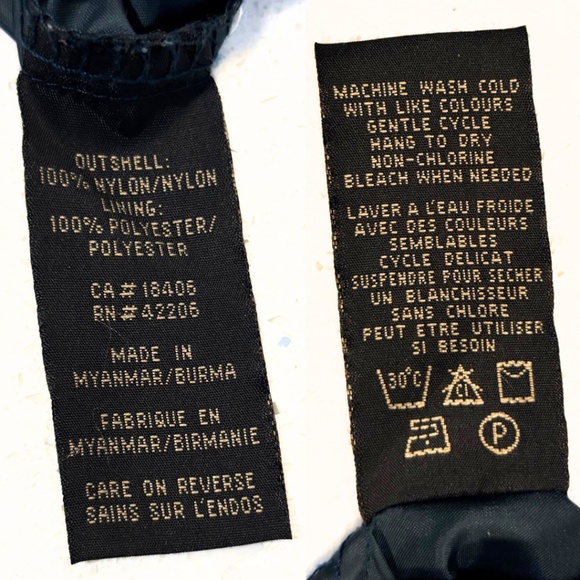 OUTSHELL:
100% NYLON/NYLON
LINING:
100% POLYESTER/
POLYESTER
CA# 18406
RN# 42206
MADE IN
MYANMAR/BURMA
FABRIQUE EN
MYANMAR/BIRMANIE
CARE ON REVERSE
SAINS SUR L'ENDOS
MACHINE WASH COLD
WITH LIKE COLOURS
GENTLE CYCLE
HANG TO DRY
NON-CHLORINE
BLEACH WHEN NEEDED
LAVER A L'EAU FROIDE
AVEC DES COULEURS
SEMBLABLES
CYCLE DELICAT
SUSPENDRE POUR SECHER
UN BLANCHISSEUR
SANS CHLORE
PEUT ETRE UTILISER
SI BESOIN
30°C Cl
P